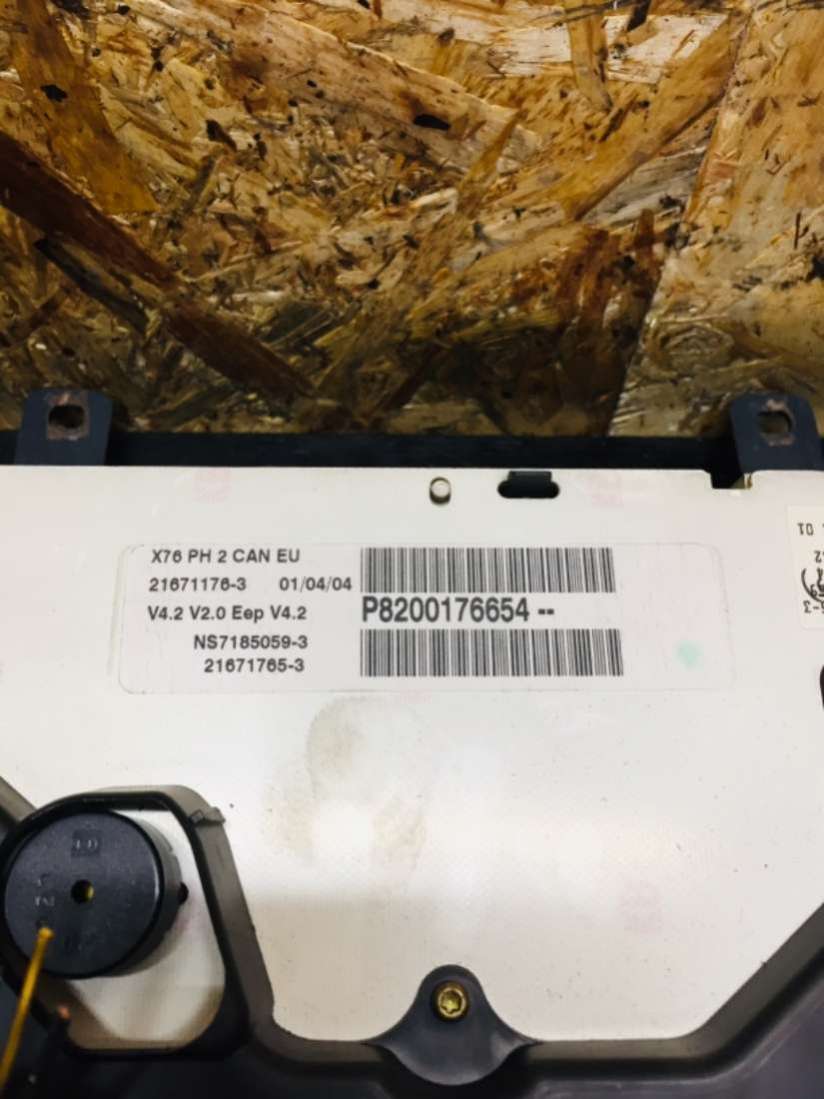 X76 PH 2 CAN EU
21671176-3 01/04/04
V4.2 V2.0 Eep V4.2
P8200176654 --
NS7185059-3
21671765-3